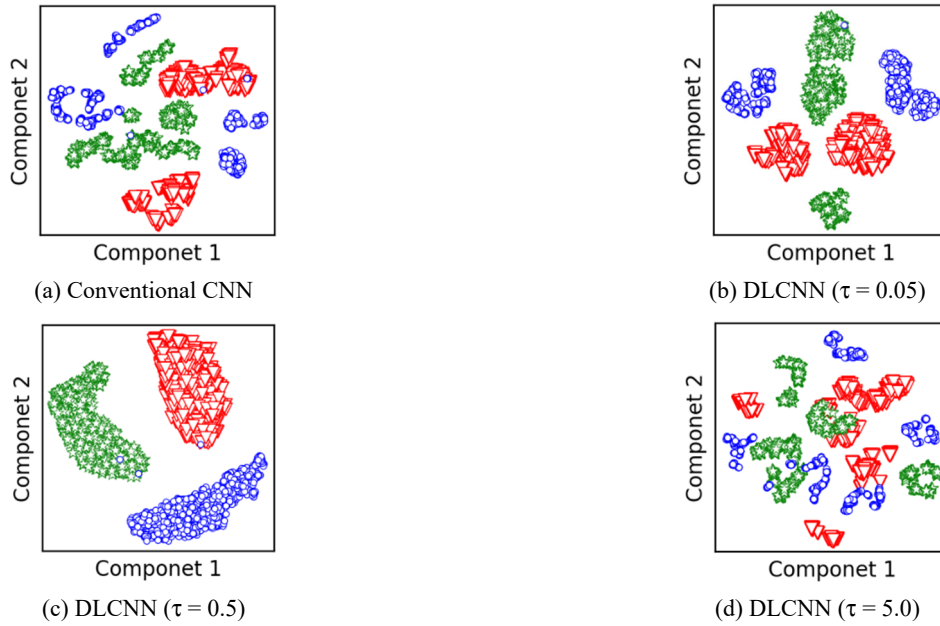 Componet 2
Componet 1
(a) Conventional CNN
Componet 2
Componet 1
(b) DLCNN (τ = 0.05)
Componet 2
Componet 1
(c) DLCNN (τ = 0.5)
Componet 2
Componet 1
(d) DLCNN (τ = 5.0)